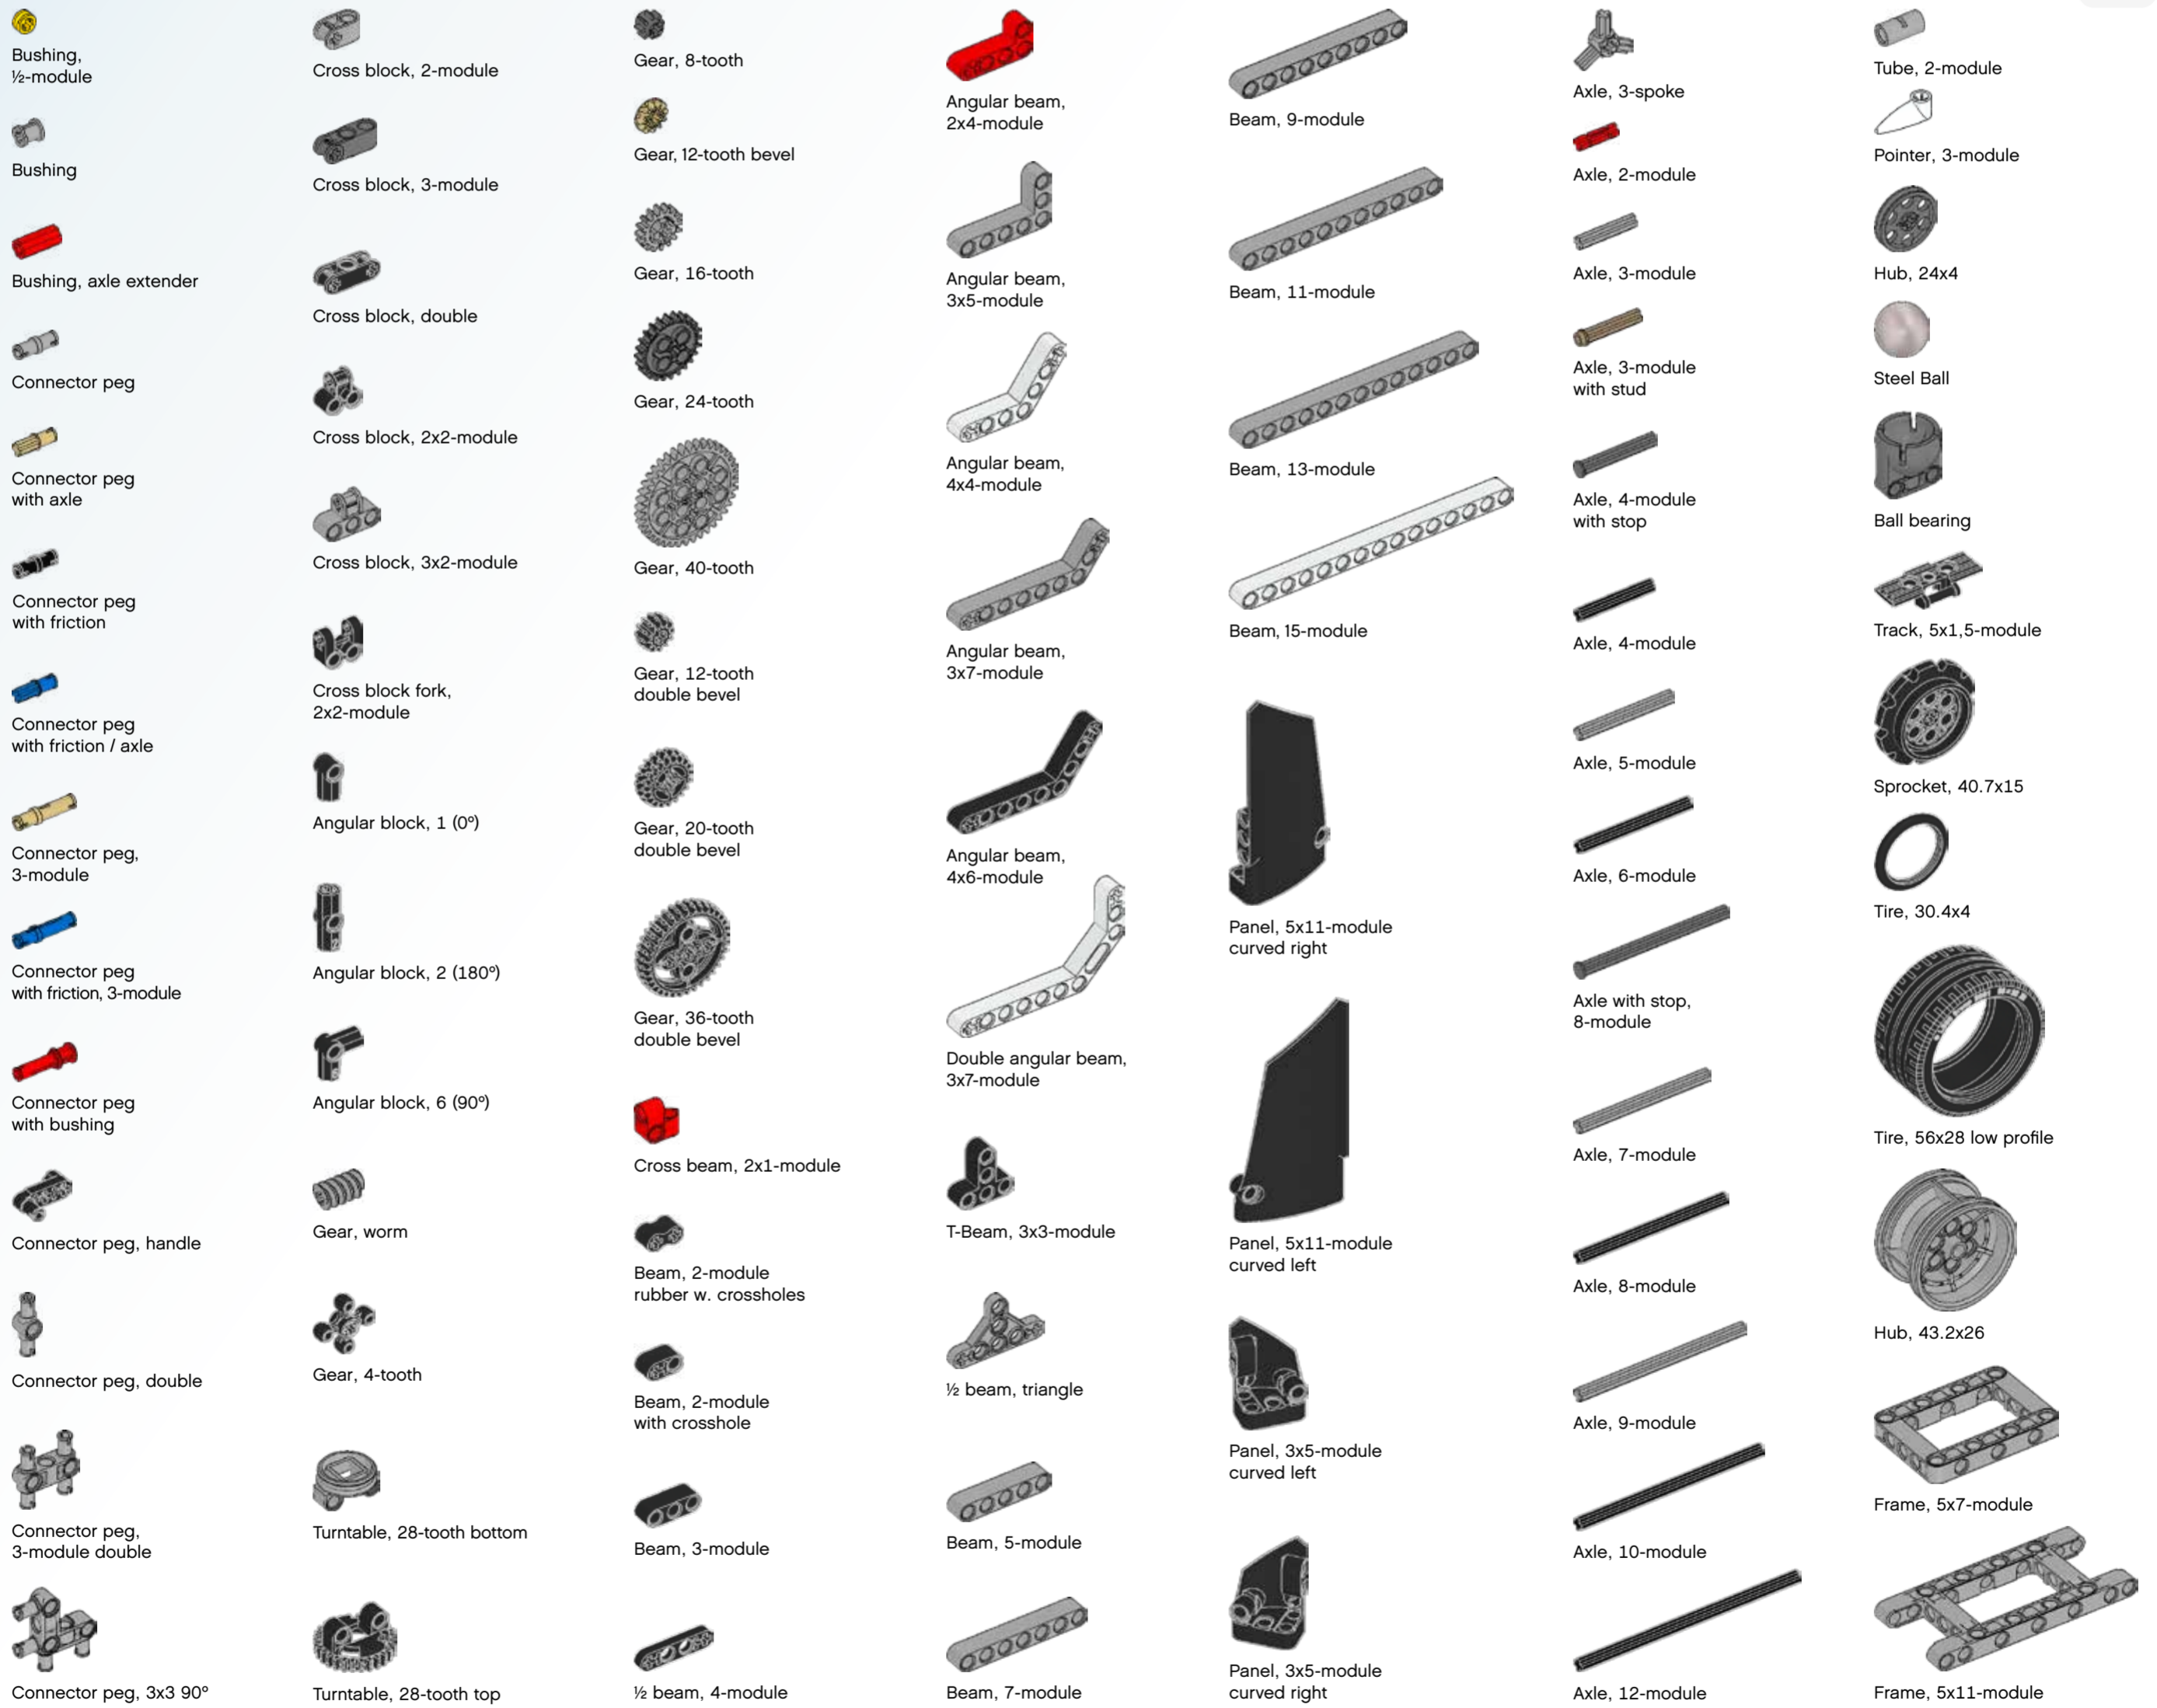 Bushing,
½-module
Bushing
Bushing, axle extender
Connector peg
Connector peg
with axle
Connector peg
with friction
Connector peg
with friction / axle
Connector peg,
3-module
Connector peg
with friction, 3-module
Connector peg
with bushing
Connector peg, handle
Connector peg, double
Connector peg,
3-module double
Connector peg, 3x3 90º
Cross block, 2-module
Cross block, 3-module
Cross block, double
Cross block, 2x2-module
Cross block, 3x2-module
Cross block fork,
2x2-module
Angular block, 1 (0º)
Angular block, 2 (180º)
Angular block, 6 (90º)
Gear, worm
Gear, 4-tooth
Turntable, 28-tooth bottom
Turntable, 28-tooth top
Gear, 8-tooth
Gear, 12-tooth bevel
Gear, 16-tooth
Gear, 24-tooth
Gear, 40-tooth
Gear, 12-tooth
double bevel
Gear, 20-tooth
double bevel
Gear, 36-tooth
double bevel
Cross beam, 2x1-module
Beam, 2-module
rubber w. crossholes
Beam, 2-module
with crosshole
Beam, 3-module
½ beam, 4-module
Angular beam,
2x4-module
Angular beam,
3x5-module
Angular beam,
4x4-module
Angular beam,
3x7-module
Angular beam,
4x6-module
Double angular beam,
3x7-module
T-Beam, 3x3-module
½ beam, triangle
Beam, 5-module
Beam, 7-module
Beam, 9-module
Beam, 11-module
Beam, 13-module
Beam, 15-module
Panel, 5x11-module
curved right
Panel, 5x11-module
curved left
Panel, 3x5-module
curved left
Panel, 3x5-module
curved right
Axle, 3-spoke
Axle, 2-module
Axle, 3-module
Axle, 3-module
with stud
Axle, 4-module
with stop
Axle, 4-module
Axle, 5-module
Axle, 6-module
Axle with stop,
8-module
Axle, 7-module
Axle, 8-module
Axle, 9-module
Axle, 10-module
Axle, 12-module
Tube, 2-module
Pointer, 3-module
Hub, 24x4
Steel Ball
Ball bearing
Track, 5x1,5-module
Sprocket, 40.7x15
Tire, 30.4x4
Tire, 56x28 low profile
Hub, 43.2x26
Frame, 5x7-module
Frame, 5x11-module